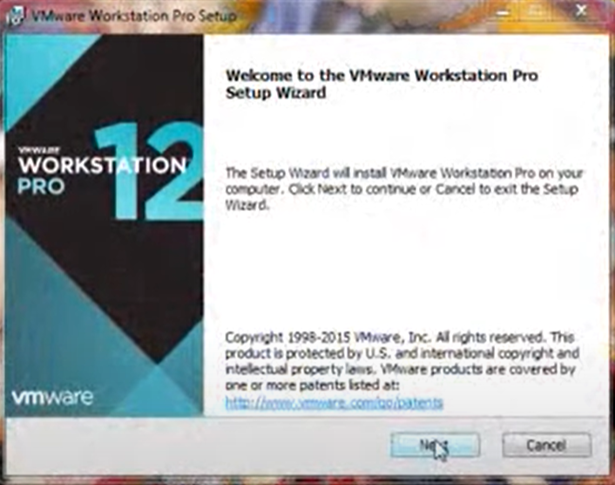 VMware Workstation Pro Setup
Welcome to the VMware Workstation Pro
Setup Wizard
vmware
WORKSTATION
PRO
12
The Setup Wizard will install VMware Workstation Pro on your
computer. Click Next to continue or Cancel to exit the Setup
Wizard.
Copyright 1998-2015 VMware, Inc. All rights reserved. This
product is protected by U.S. and international copyright and
intellectual property laws. VMware products are covered by
one or more patents listed at:
http://www.vmware.com/go/patents
vmware
Next
Cancel